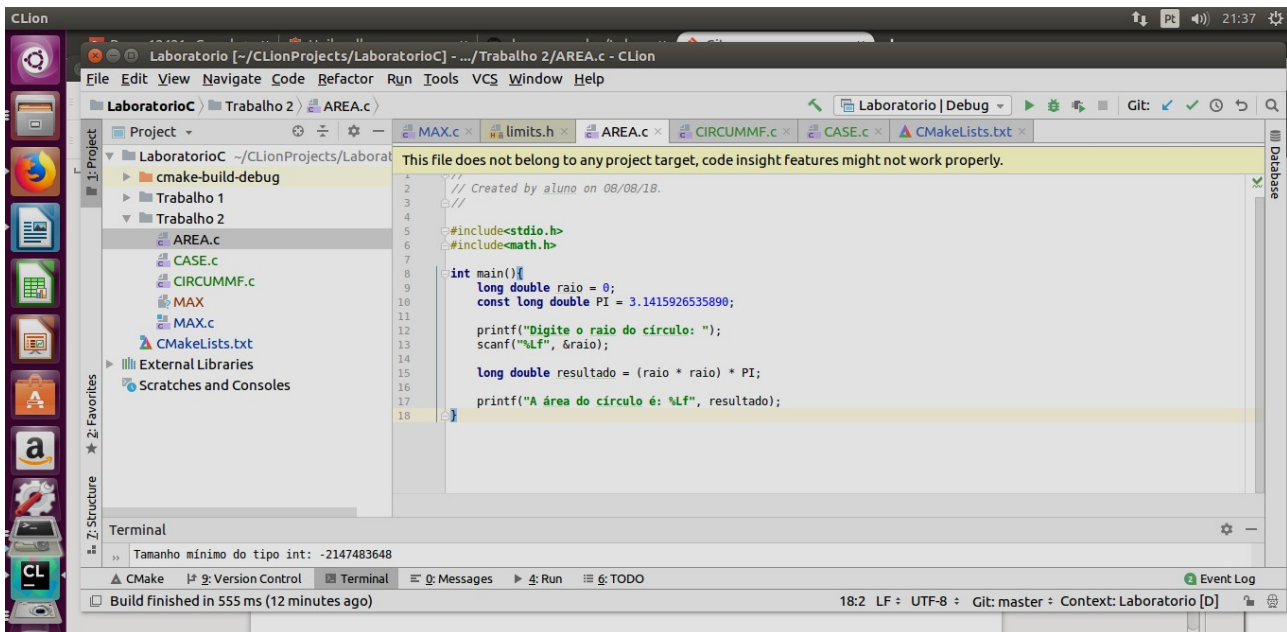 CLion
Pt
21:37
Laboratorio [~/CLionProjects/LaboratorioC] - .../Trabalho 2/AREA.c - CLion
File Edit View Navigate Code Refactor Run Tools VCS Window Help
LaboratorioC Trabalho 2 AREA.c
Laboratorio | Debug
Git:
1: Project
Project
MAX.c limits.h AREA.c CIRCUMMF.c CASE.c CMakeLists.txt
Database
LaboratorioC ~/CLionProjects/Laborat
cmake-build-debug
Trabalho 1
Trabalho 2
AREA.c
CASE.c
CIRCUMMF.c
MAX
MAX.c
CMakeLists.txt
External Libraries
Scratches and Consoles
This file does not belong to any project target, code insight features might not work properly.
1 //
2 // Created by aluno on 08/08/18.
3 //
4
5 #include<stdio.h>
6 #include<math.h>
7
8 int main(){
9 long double raio = 0;
10 const long double PI = 3.1415926535890;
11
12 printf("Digite o raio do círculo: ");
13 scanf("%Lf", &raio);
14
15 long double resultado = (raio * raio) * PI;
16
17 printf("A área do círculo é: %Lf", resultado);
18 }
2: Favorites
Z: Structure
a
CL
Terminal
Tamanho mínimo do tipo int: -2147483648
CMake 9: Version Control Terminal 0: Messages 4: Run 6: TODO 2 Event Log
Build finished in 555 ms (12 minutes ago) 18:2 LF UTF-8 Git: master Context: Laboratorio [D]